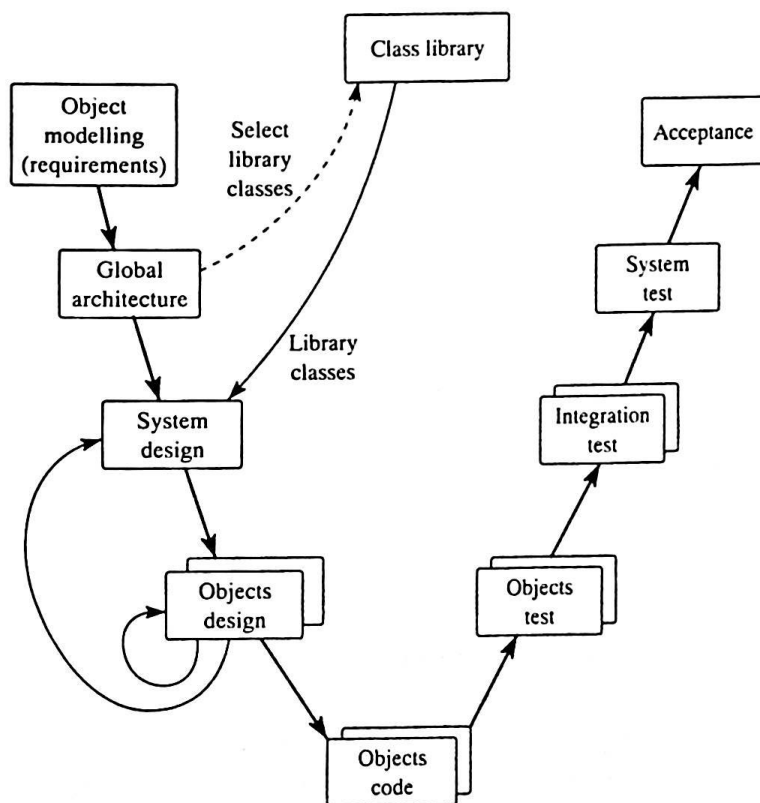 Class library
Object
modelling
(requirements)
Select
library
classes
Acceptance
Global
architecture
System
test
Library
classes
System
design
Integration
test
Objects
design
Objects
test
Objects
code